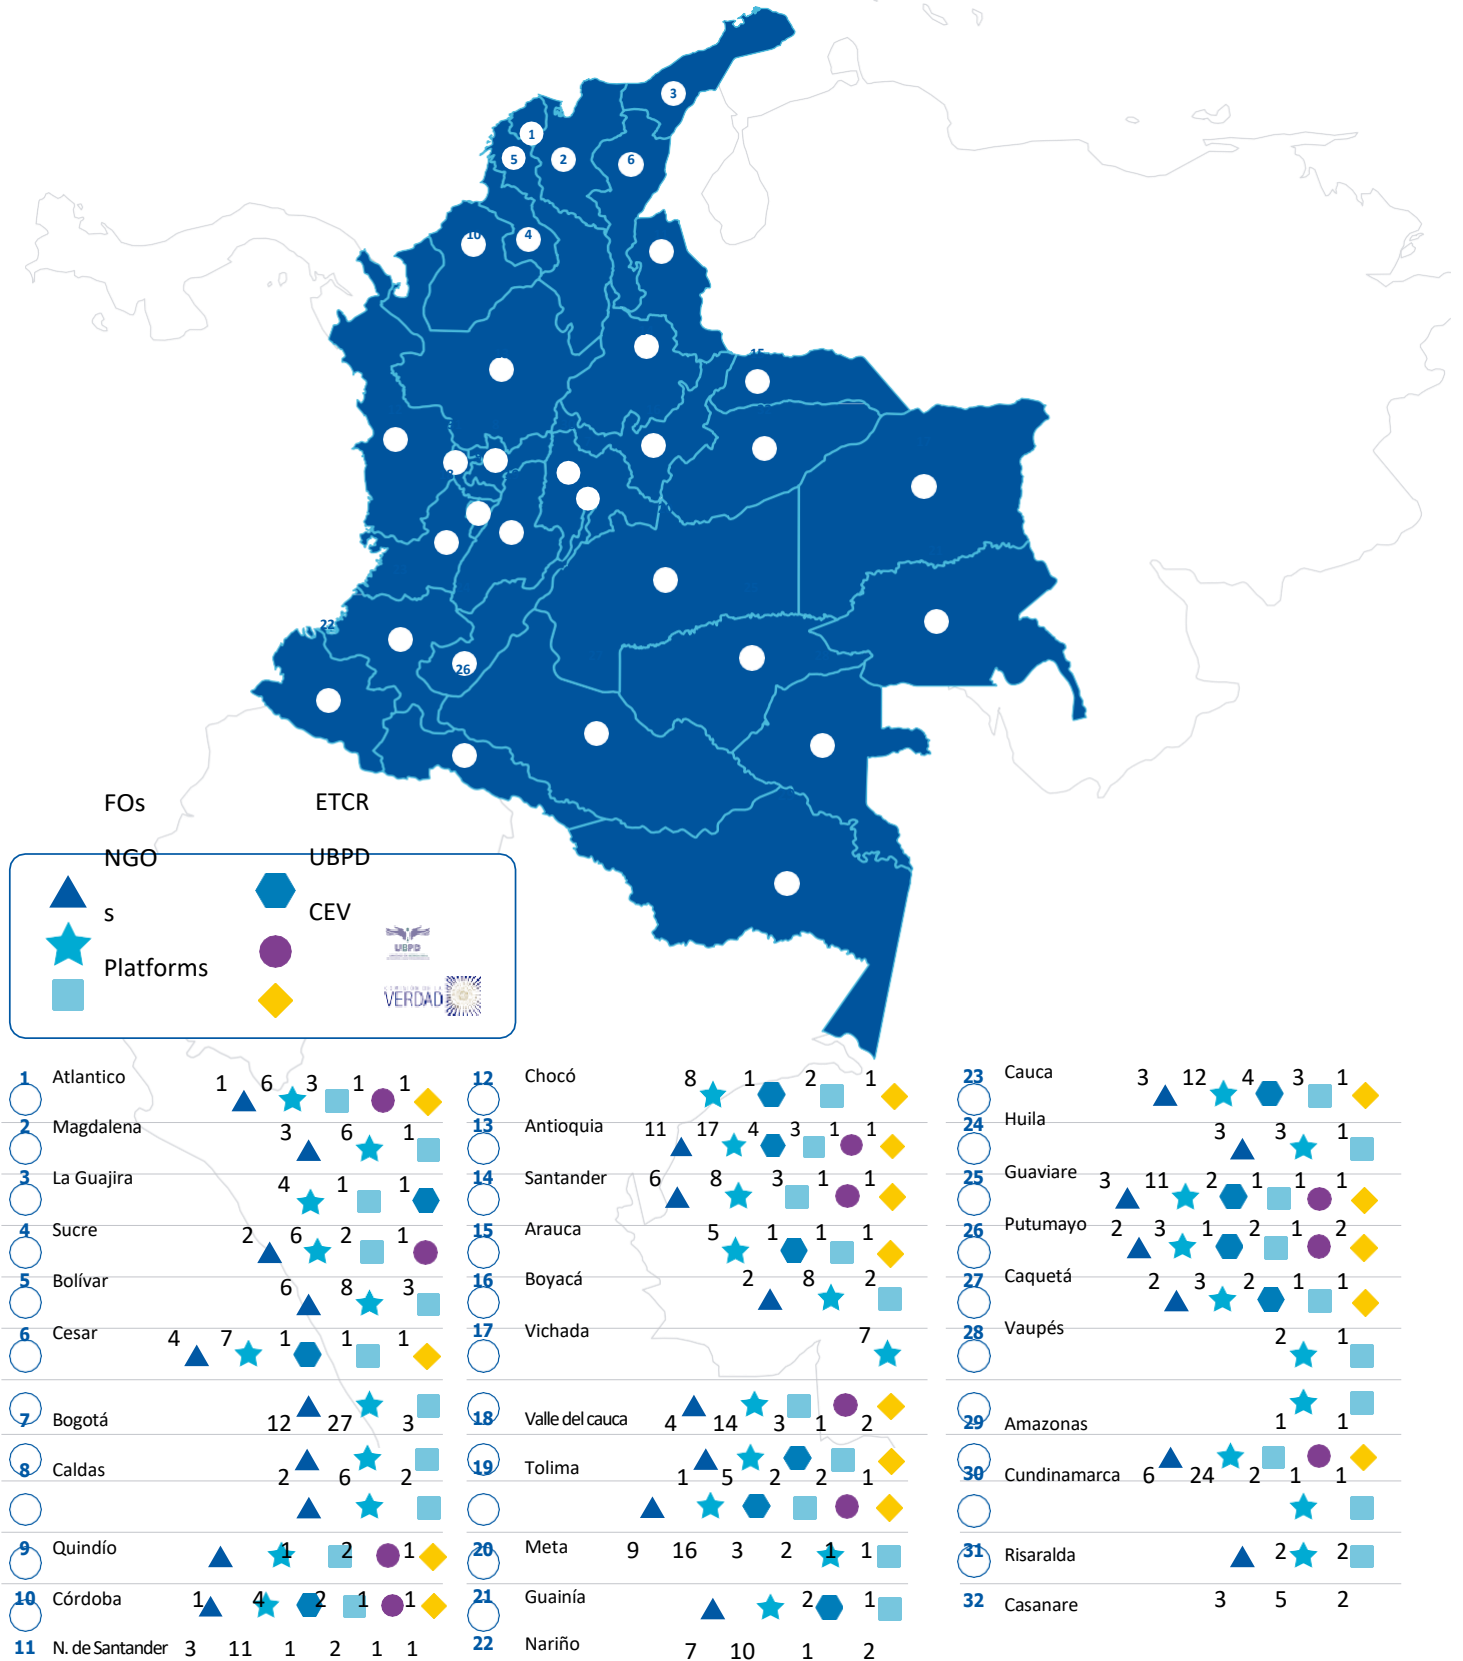 3
1
5
2
6
10
4
15
8
22
26
FOs
ETCR
NGO
UBPD
s
CEV
Platforms
UBPD
VERDAD
1 Atlantico 1 6 3 1 1
2 Magdalena 3 6 1
3 La Guajira 4 1 1
4 Sucre 2 6 2 1
5 Bolívar 6 8 3
6 Cesar 4 7 1 1 1
7 Bogotá 12 27 3
8 Caldas 2 6 2
9 Quindío 1 2 1
10 Córdoba 1 4 2 1 1
11 N. de Santander 3 11 1 2 1 1
12 Chocó 8 1 2 1
13 Antioquia 11 17 4 3 1 1
14 Santander 6 8 3 1 1
15 Arauca 5 1 1 1
16 Boyacá 2 8 2
17 Vichada 7
18 Valle del cauca 4 14 3 1 2
19 Tolima 1 5 2 2 1
20 Meta 9 16 3 2 1 1
21 Guainía 2 1
22 Nariño 7 10 1 2
23 Cauca 3 12 4 3 1
24 Huila 3 3 1
25 Guaviare 3 11 2 1 1 1
26 Putumayo 2 3 1 2 1 2
27 Caquetá 2 3 2 1 1
28 Vaupés 2 1
29 Amazonas 1 1
30 Cundinamarca 6 24 2 1 1
31 Risaralda 2 2
32 Casanare 3 5 2